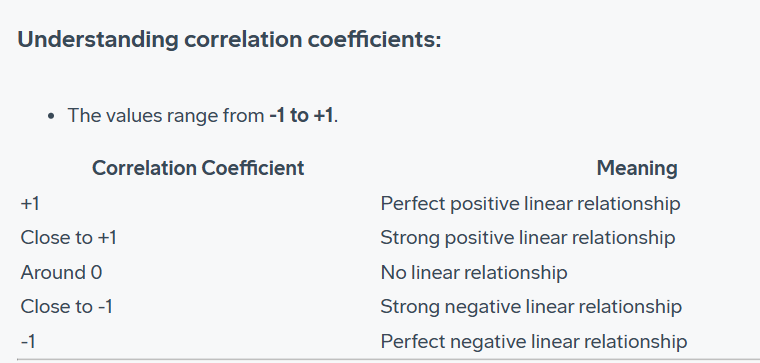 Understanding correlation coefficients:
• The values range from -1 to +1.
Correlation Coefficient Meaning
+1 Perfect positive linear relationship
Close to +1 Strong positive linear relationship
Around 0 No linear relationship
Close to -1 Strong negative linear relationship
-1 Perfect negative linear relationship